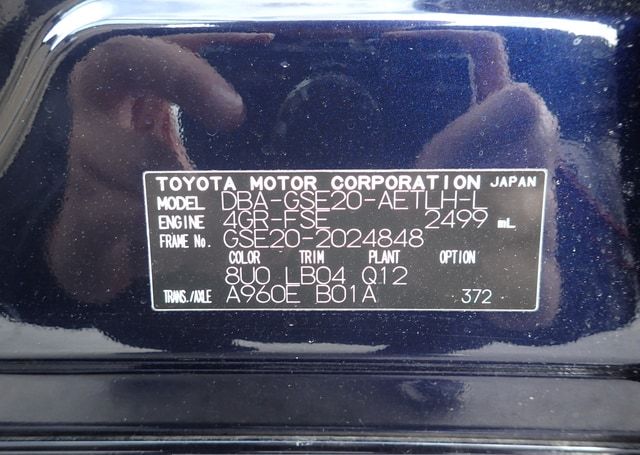 TOYOTA MOTOR CORPORATION JAPAN
MODEL DBA-GSE20-AETLH-L
ENGINE 4GR-FSE 2499 mL
FRAME No. GSE20-2024848
COLOR TRIM PLANT OPTION
8U0 LB04 Q12
TRANS./AXLE A960E B01A 372